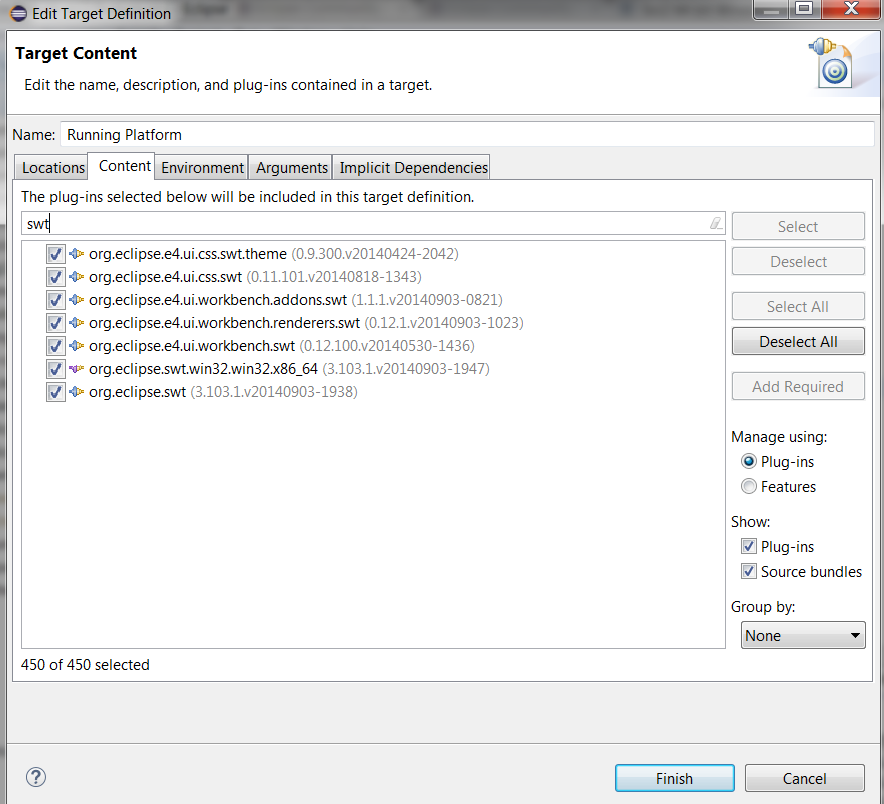 Edit Target Definition
Target Content
Edit the name, description, and plug-ins contained in a target.
Name: Running Platform
Locations Content Environment Arguments Implicit Dependencies
The plug-ins selected below will be included in this target definition.
swt
Select
org.eclipse.e4.ui.css.swt.theme (0.9.300.v20140424-2042)
Deselect
org.eclipse.e4.ui.css.swt (0.11.101.v20140818-1343)
org.eclipse.e4.ui.workbench.addons.swt (1.1.1.v20140903-0821)
Select All
org.eclipse.e4.ui.workbench.renderers.swt (0.12.1.v20140903-1023)
Deselect All
org.eclipse.e4.ui.workbench.swt (0.12.100.v20140530-1436)
org.eclipse.swt.win32.win32.x86_64 (3.103.1.v20140903-1947)
Add Required
org.eclipse.swt (3.103.1.v20140903-1938)
Manage using:
Plug-ins
Features
Show:
Plug-ins
Source bundles
Group by:
None
450 of 450 selected
?
Finish Cancel